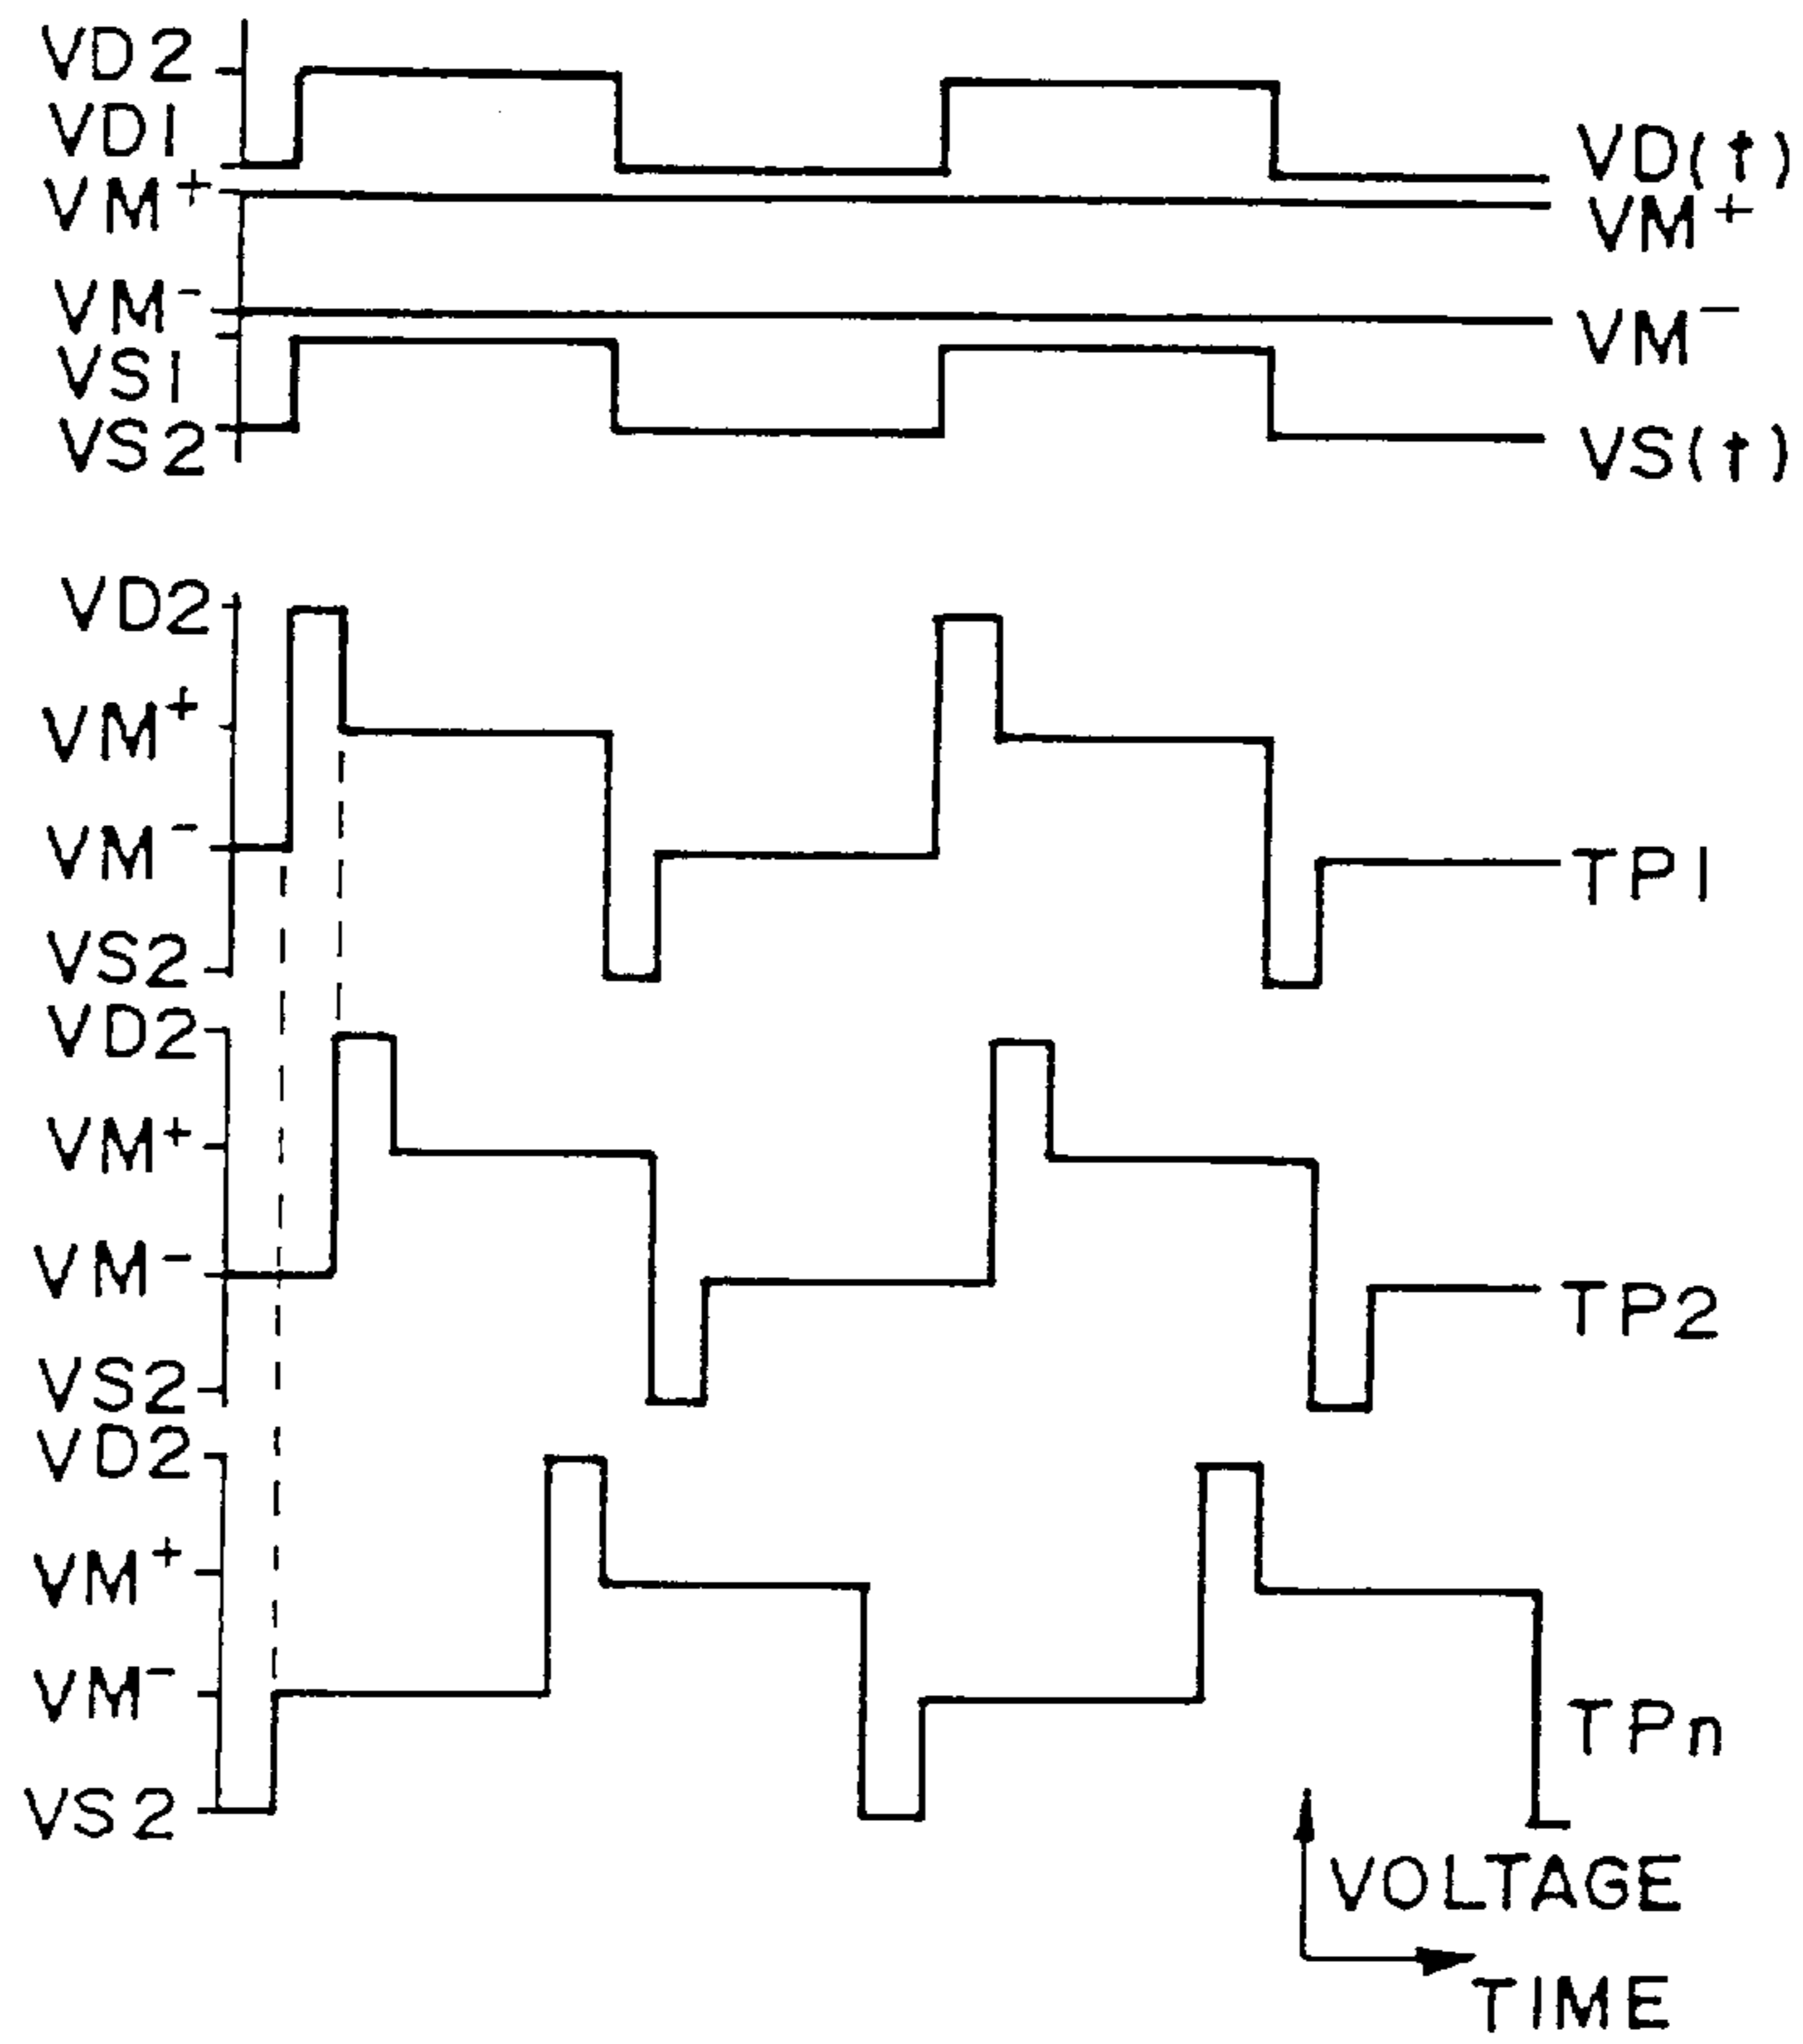 VD2
VD1
VM+
VM-
VS1
VS2
VD(t)
VM+
VM-
VS(t)
VD2
VM+
VM-
VS2
TP1
VD2
VM+
VM-
VS2
TP2
VD2
VM+
VM-
VS2
TPn
VOLTAGE
TIME